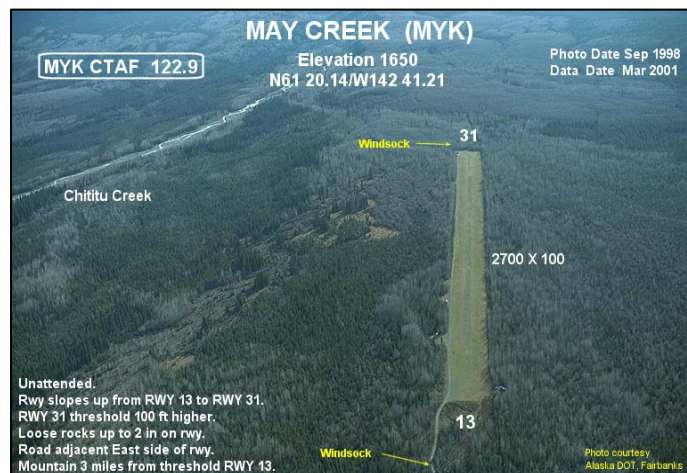 MAY CREEK (MYK)
MYK CTAF 122.9
Elevation 1650
N61 20.14/W142 41.21
Photo Date Sep 1998
Data Date Mar 2001
31
Windsock
Chititu Creek
2700 X 100
Unattended.
Rwy slopes up from RWY 13 to RWY 31.
RWY 31 threshold 100 ft higher.
Loose rocks up to 2 in on rwy.
Road adjacent East side of rwy.
Mountain 3 miles from threshold RWY 13.
13
Windsock
Photo courtesy
Alaska DOT, Fairbanks